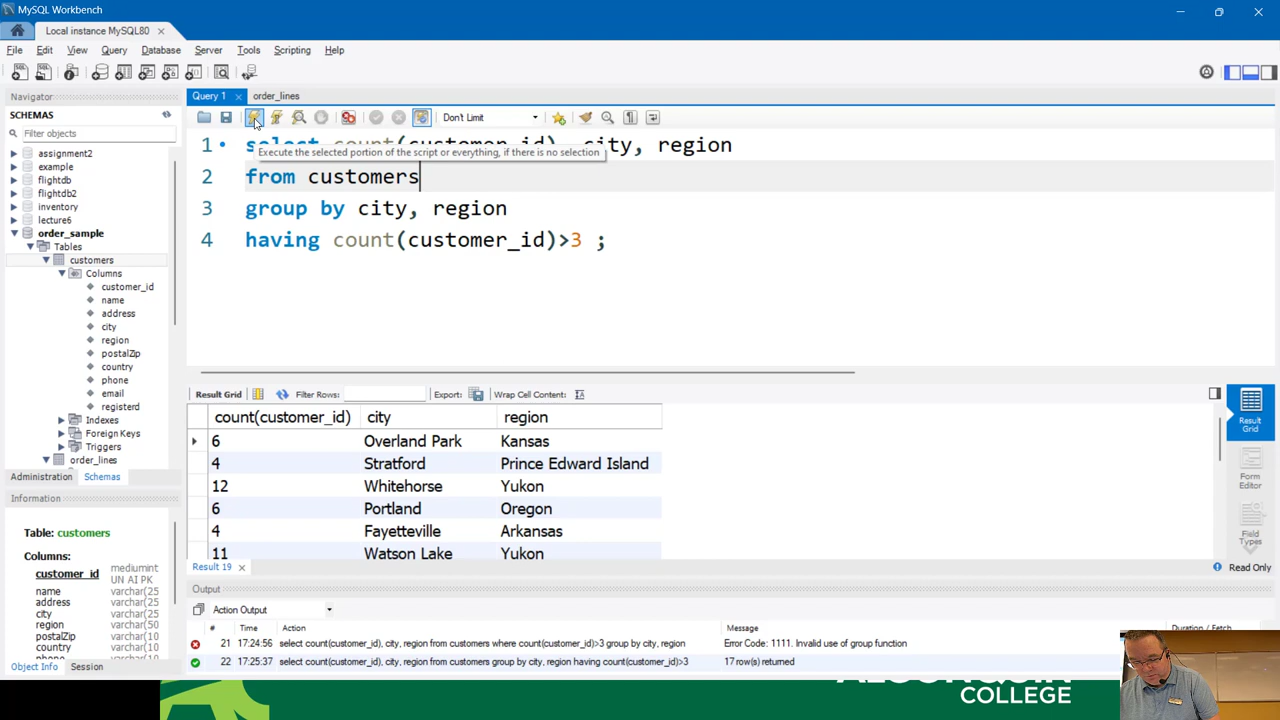 MySQL Workbench
Local instance MySQL80
File Edit View Query Database Server Tools Scripting Help
Navigator
SCHEMAS
Filter objects
assignment2
example
flightdb
flightdb2
inventory
lecture6
order_sample
Tables
customers
Columns
customer_id
name
address
city
region
postalZip
country
phone
email
registerd
Indexes
Foreign Keys
Triggers
order_lines
Administration Schemas
Information
Table: customers
Columns:
customer_id mediumint
UN AI PK
name varchar(25
address varchar(25
city varchar(25
region varchar(50
postalZip varchar(10
country varchar(10
Object Info Session
Query 1 order_lines
Don't Limit
1 select count(customer_id), city, region
Execute the selected portion of the script or everything, if there is no selection
2 from customers
3 group by city, region
4 having count(customer_id)>3 ;
Result Grid Filter Rows: Export: Wrap Cell Content:
count(customer_id) city region
6 Overland Park Kansas
4 Stratford Prince Edward Island
12 Whitehorse Yukon
6 Portland Oregon
4 Fayetteville Arkansas
11 Watson Lake Yukon
Result Grid
Form Editor
Field Types
Result 19
Read Only
Output
Action Output
# Time Action Message Duration / Fetch
21 17:24:56 select count(customer_id), city, region from customers where count(customer_id)>3 group by city, region Error Code: 1111. Invalid use of group function
22 17:25:37 select count(customer_id), city, region from customers group by city, region having count(customer_id)>3 17 row(s) returned
COLLEGE